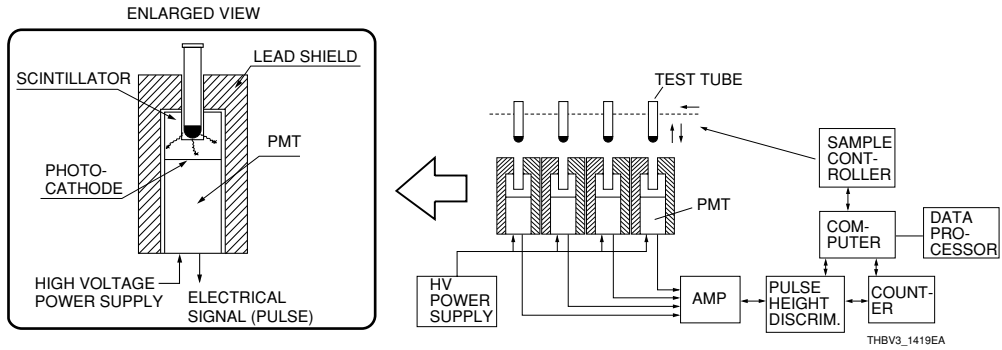 ENLARGED VIEW
LEAD SHIELD
SCINTILLATOR
PMT
PHOTO-
CATHODE
HIGH VOLTAGE
POWER SUPPLY
ELECTRICAL
SIGNAL (PULSE)
TEST TUBE
PMT
HV
POWER
SUPPLY
AMP
PULSE
HEIGHT
DISCRIM.
COUNT-
ER
COM-
PUTER
SAMPLE
CONT-
ROLLER
DATA
PRO-
CESSOR
THBV3_1419EA